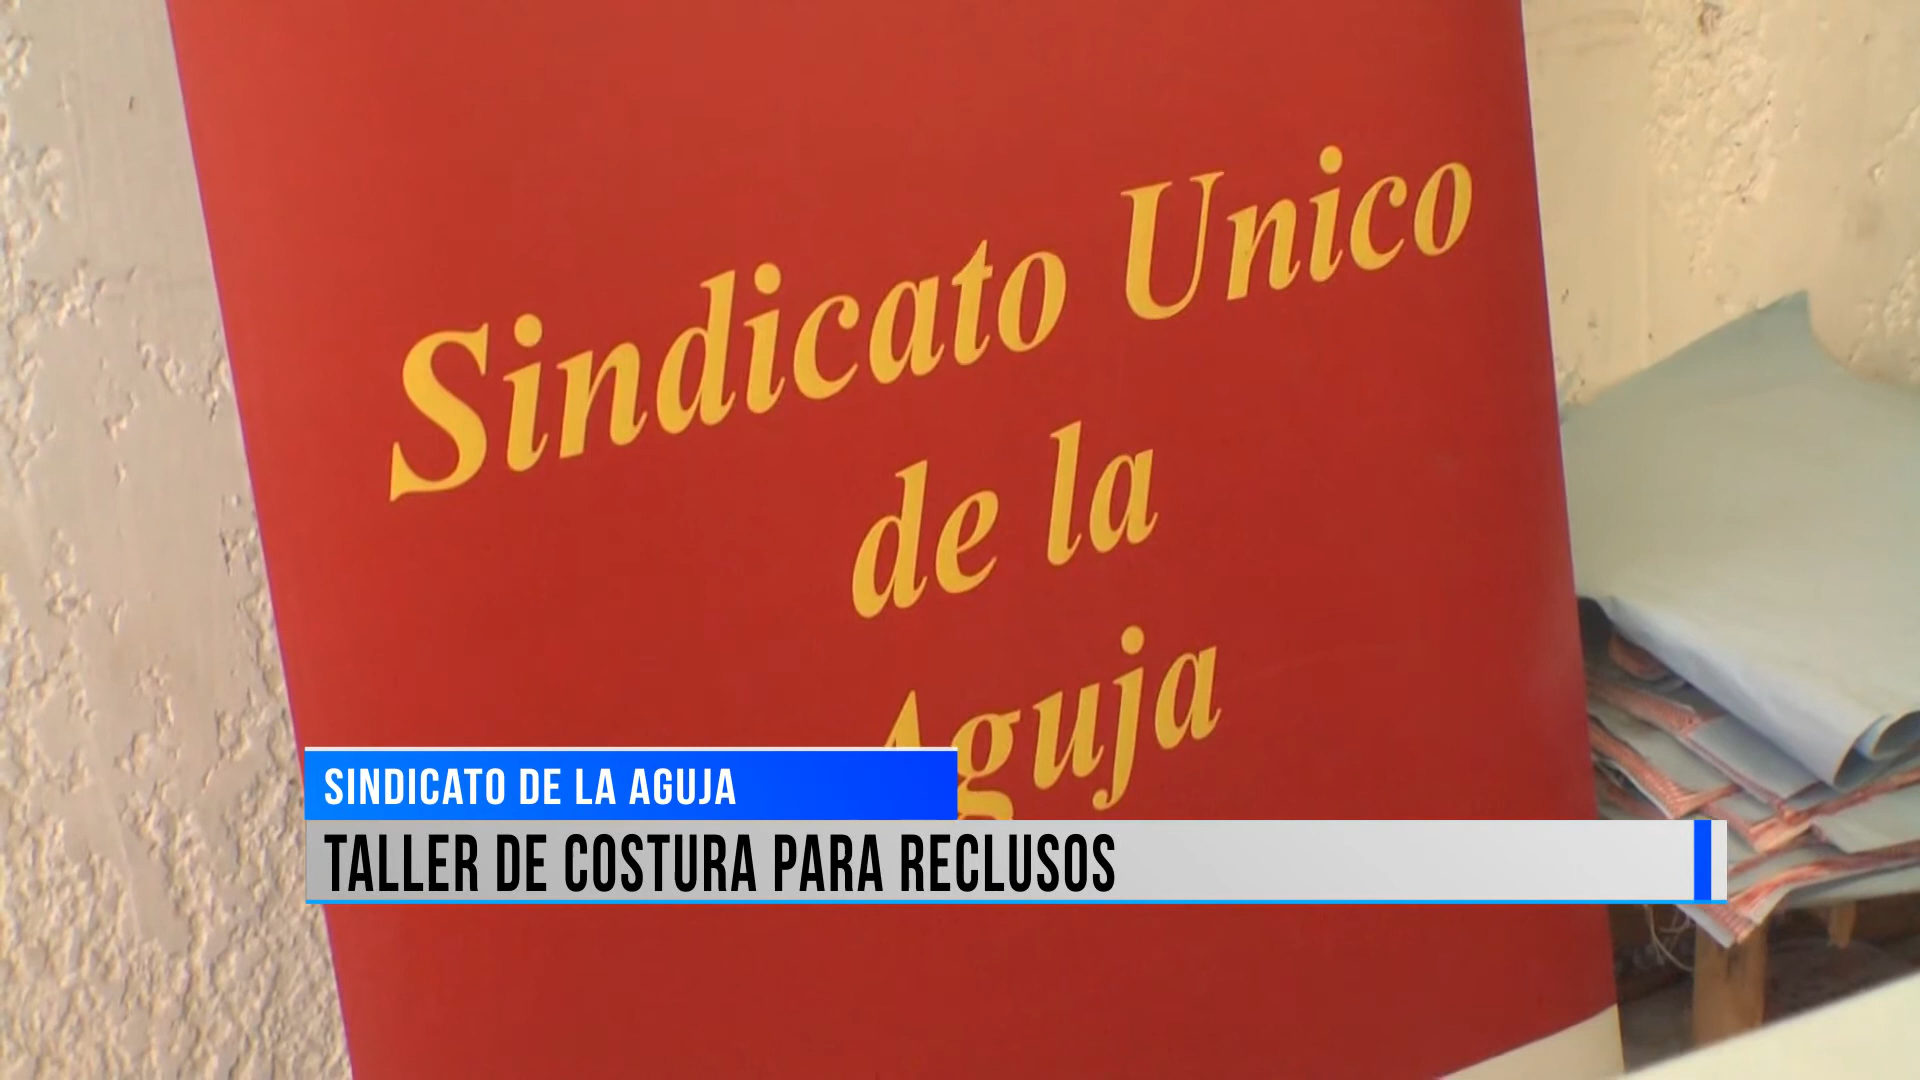 Sindicato Unico
de la
Aguja
SINDICATO DE LA AGUJA
TALLER DE COSTURA PARA RECLUSOS